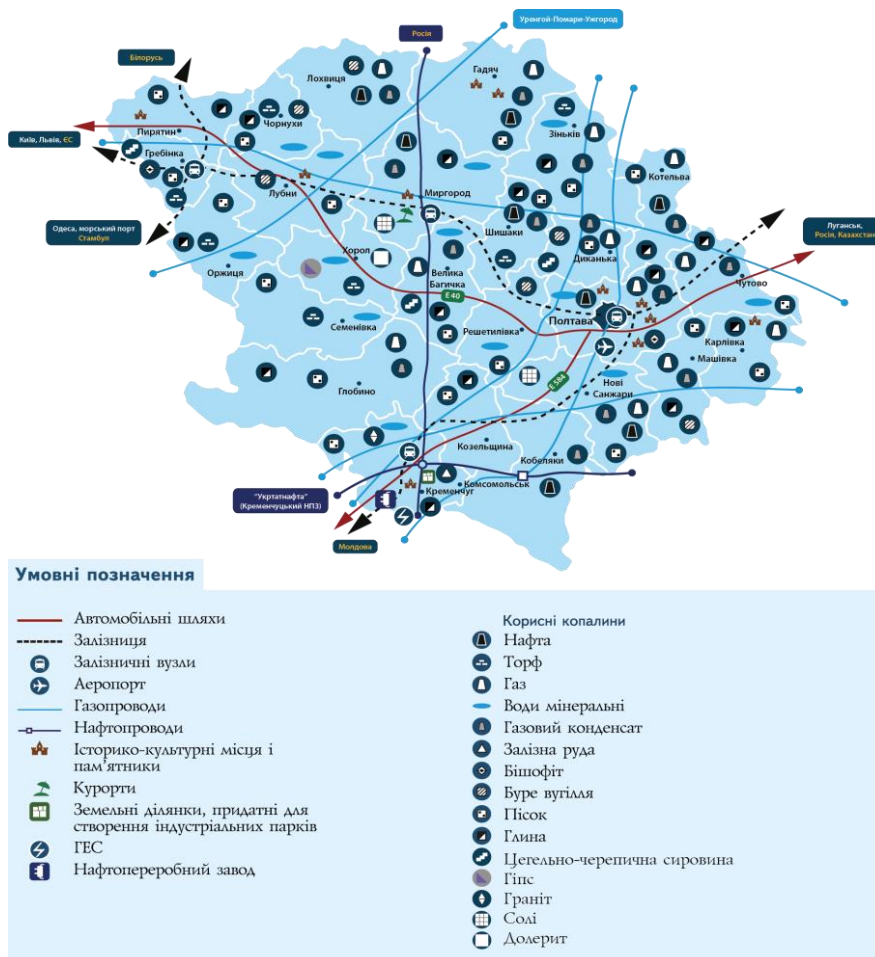 Уренгой-Помари-Ужгород
Росія
Білорусь
Гадяч
Лохвиця
Чорнухи
Зіньків
Пирятин
Київ, Львів, ЄС
Гребінка
Котельва
Лубни
Миргород
Одеса, морський порт
Стамбул
Луганськ,
Росія, Казахстан
Шишаки
Диканька
Хорол
Оржиця
Велика
Багичка
Чутово
E 40
Полтава
Семенівка
Решетилівка
Карлівка
Машівка
Глобино
E 584
Нові
Санжари
Козельщина
Кобеляки
"Укртатнафта"
(Кременчуцький НПЗ)
Кременчуг
Комсомольськ
Молдова
Умовні позначення
Автомобільні шляхи
Залізниця
Залізничні вузли
Аеропорт
Газопроводи
Нафтопроводи
Історико-культурні місця і
пам'ятники
Курорти
Земельні ділянки, придатні для
створення індустріальних парків
ГЕС
Нафтопереробний завод
Корисні копалини
Нафта
Торф
Газ
Води мінеральні
Газовий конденсат
Залізна руда
Бішофіт
Буре вугілля
Пісок
Глина
Цегельно-черепична сировина
Гіпс
Граніт
Солі
Долерит